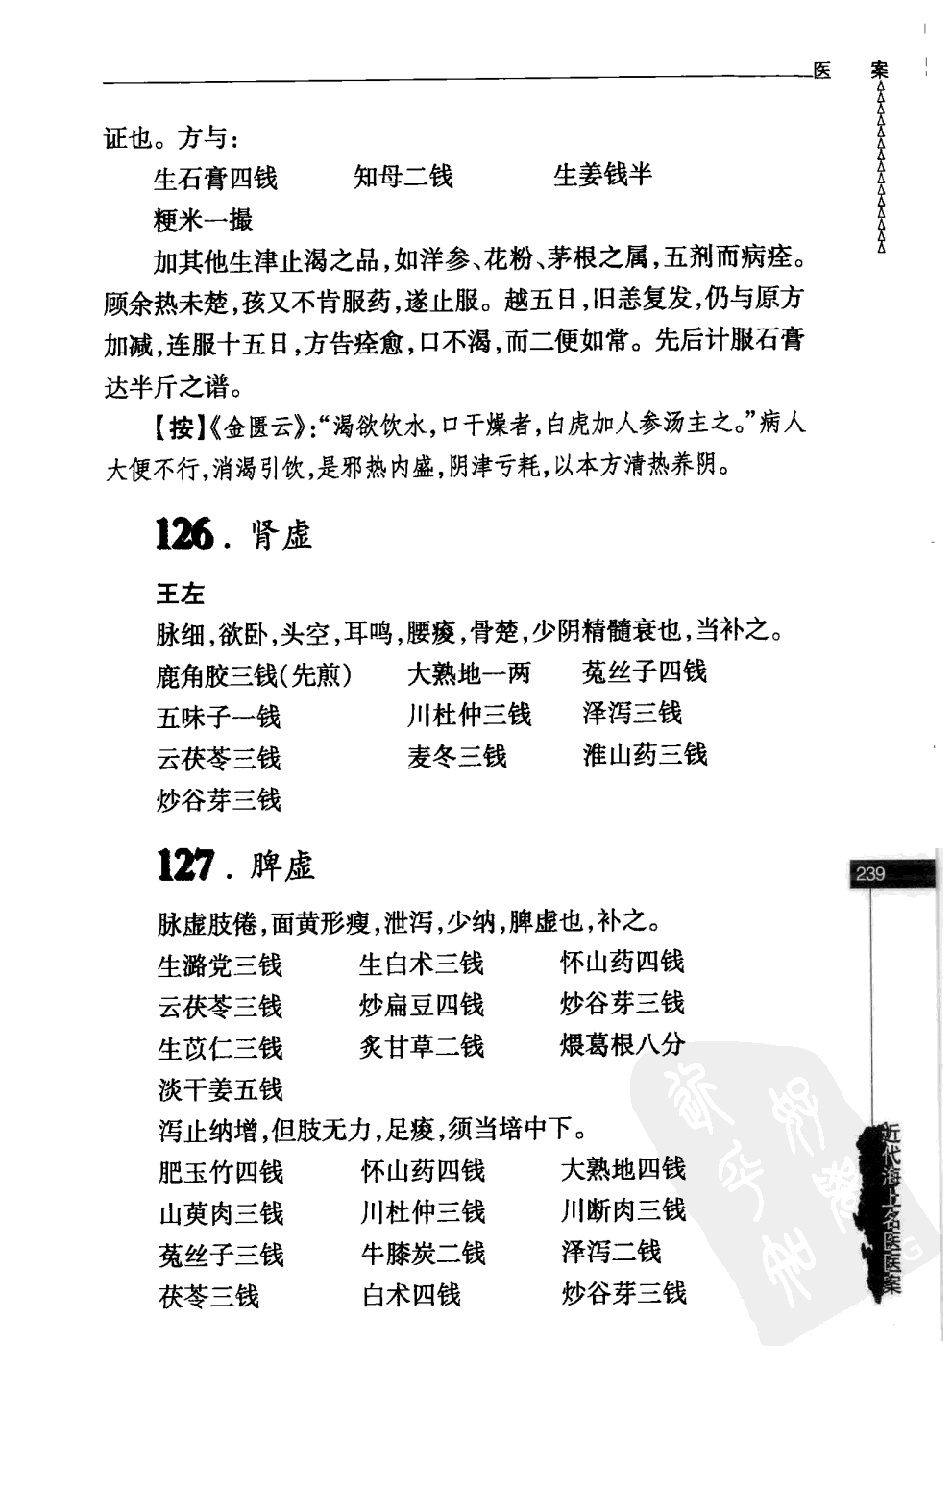 医 案
证也。方与：
生石膏四钱 知母二钱 生姜钱半
粳米一撮
加其他生津止渴之品，如洋参、花粉、茅根之属，五剂而病痊。
顾余热未楚，孩又不肯服药，遂止服。越五日，旧恙复发，仍与原方
加减，连服十五日，方告痊愈，口不渴，而二便如常。先后计服石膏
达半斤之谱。
【按】《金匮云》：“渴欲饮水，口干燥者，白虎加人参汤主之。”病人
大便不行，消渴引饮，是邪热内盛，阴津亏耗，以本方清热养阴。
126．肾虚
王左
脉细，欲卧，头空，耳鸣，腰痠，骨楚，少阴精髓衰也，当补之。
鹿角胶三钱(先煎) 大熟地一两 菟丝子四钱
五味子一钱 川杜仲三钱 泽泻三钱
云茯苓三钱 麦冬三钱 淮山药三钱
炒谷芽三钱
127．脾虚
脉虚肢倦，面黄形瘦，泄泻，少纳，脾虚也，补之。
生潞党三钱 生白术三钱 怀山药四钱
云茯苓三钱 炒扁豆四钱 炒谷芽三钱
生苡仁三钱 炙甘草二钱 煨葛根八分
淡干姜五钱
泻止纳增，但肢无力，足痠，须当培中下。
肥玉竹四钱 怀山药四钱 大熟地四钱
山萸肉三钱 川杜仲三钱 川断肉三钱
菟丝子三钱 牛膝炭二钱 泽泻二钱
茯苓三钱 白术四钱 炒谷芽三钱
239
近代海上名医医案